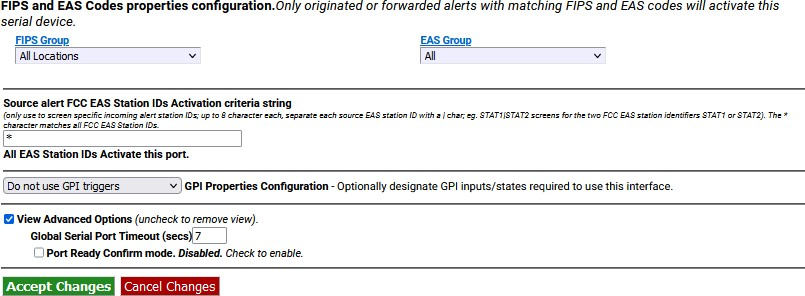 FIPS and EAS Codes properties configuration.Only originated or forwarded alerts with matching FIPS and EAS codes will activate this
serial device.
FIPS Group
EAS Group
All Locations
All
Source alert FCC EAS Station IDs Activation criteria string
(only use to screen specific incoming alert station IDs; up to 8 character each, separate each source EAS station ID with a | char; eg. STAT1|STAT2 screens for the two FCC EAS station identifiers STAT1 or STAT2). The *
character matches all FCC EAS Station IDs.
*
All EAS Station IDs Activate this port.
Do not use GPI triggers GPI Properties Configuration - Optionally designate GPI inputs/states required to use this interface.
View Advanced Options (uncheck to remove view).
Global Serial Port Timeout (secs) 7
Port Ready Confirm mode. Disabled. Check to enable.
Accept Changes Cancel Changes